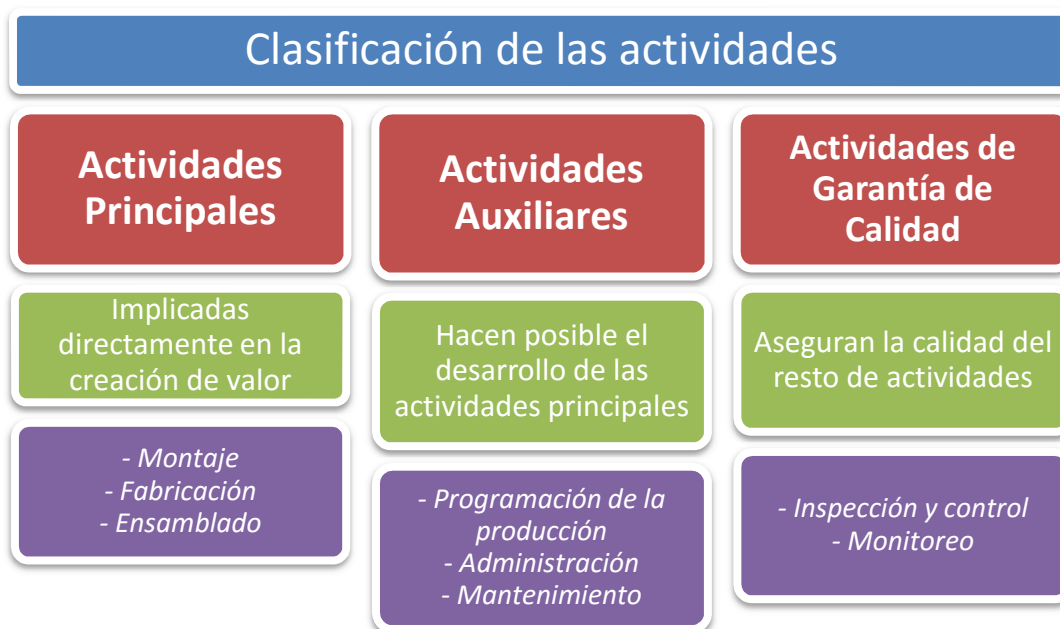 Clasificación de las actividades
Actividades
Principales
Implicadas
directamente en la
creación de valor
- Montaje
- Fabricación
- Ensamblado
Actividades
Auxiliares
Hacen posible el
desarrollo de las
actividades principales
- Programación de la
producción
- Administración
- Mantenimiento
Actividades de
Garantía de
Calidad
Aseguran la calidad del
resto de actividades
- Inspección y control
- Monitoreo